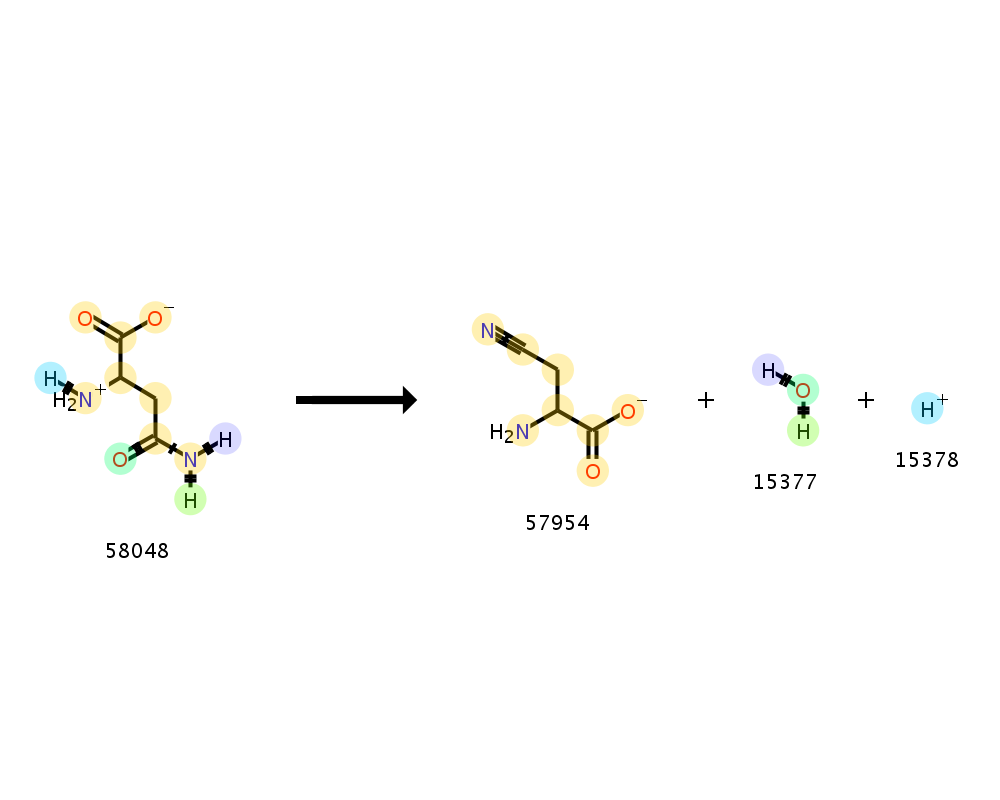 O O−
H H2N+
O N H
H
58048
N
H2N O−
O
57954
+
H O
H
15377
+
H+
15378